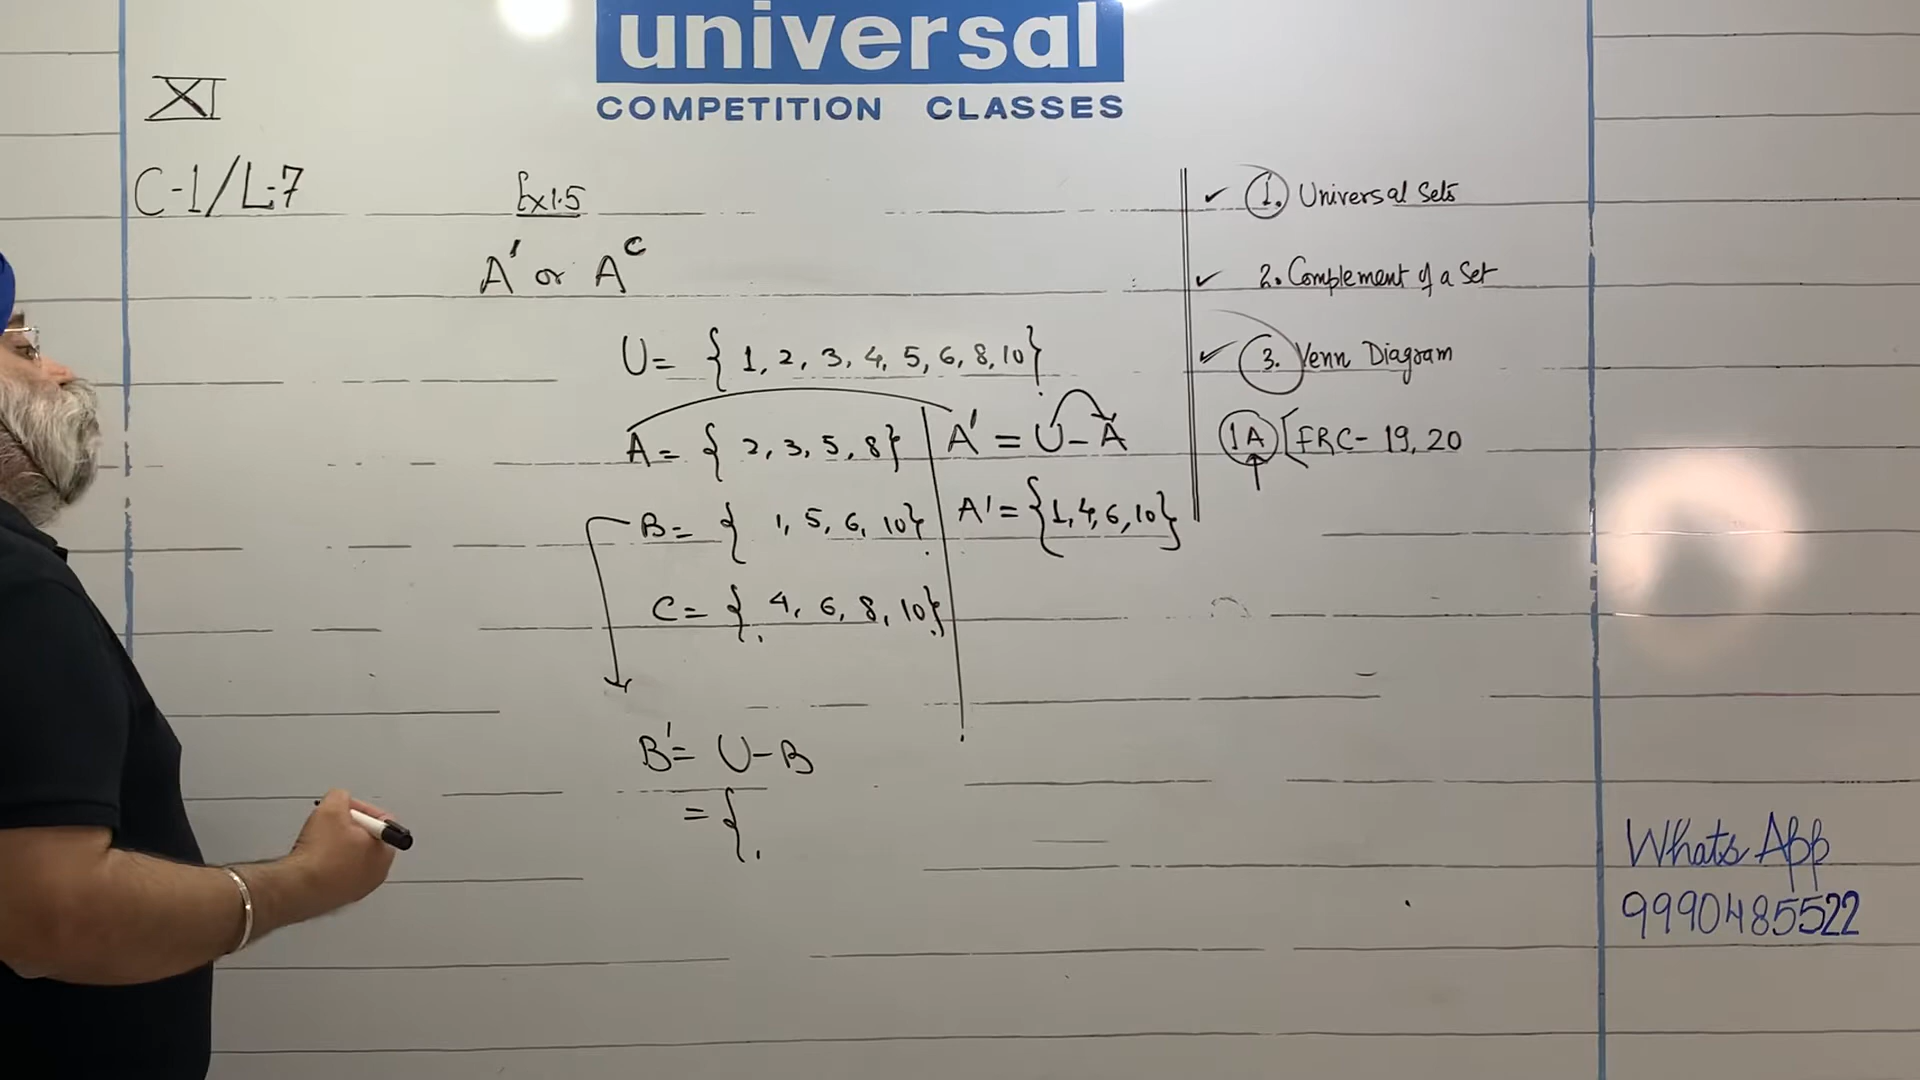 universal
COMPETITION CLASSES
XI
C-1/L-7
Ex1.5
A' or A^C
U = { 1, 2, 3, 4, 5, 6, 8, 10}
A = { 2, 3, 5, 8}
B = { 1, 5, 6, 10}
C = { 4, 6, 8, 10}
A' = U - A
A' = {1, 4, 6, 10}
B' = U - B
= {
✓ 1. Universal Sets
✓ 2. Complement of a Set
✓ 3. Venn Diagram
1A [FRC- 19, 20
Whats App
9990485522